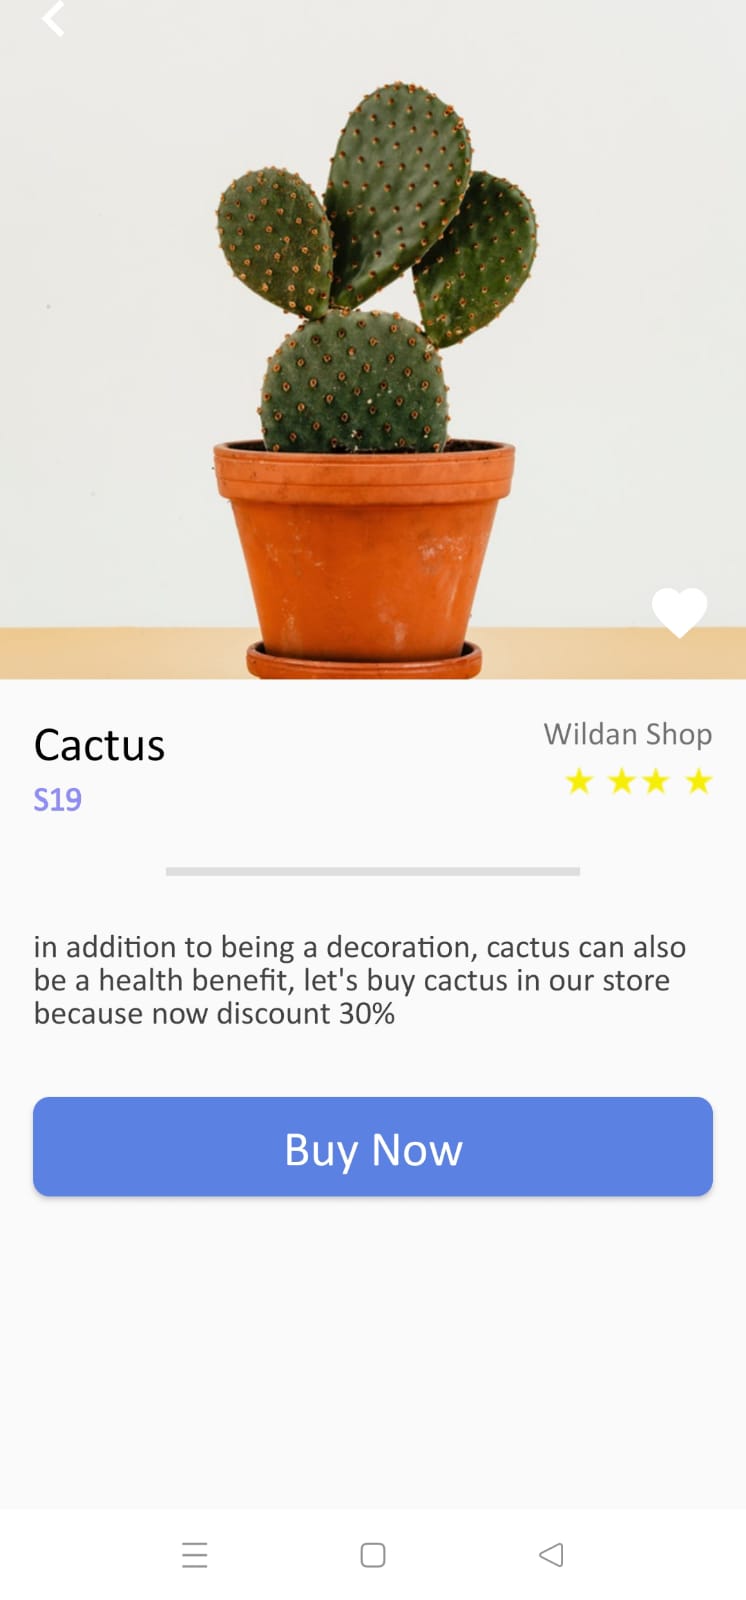 Cactus
Wildan Shop
S19
in addition to being a decoration, cactus can also
be a health benefit, let's buy cactus in our store
because now discount 30%
Buy Now